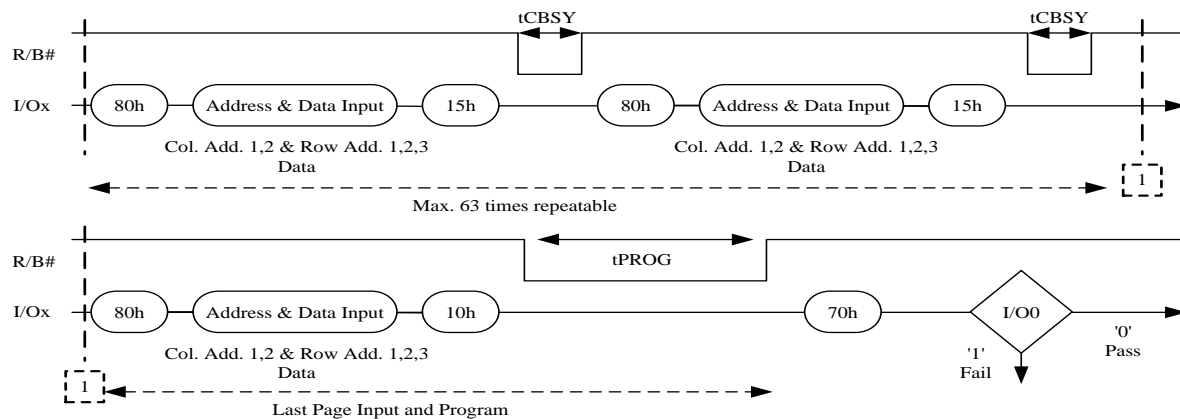 tCBSY tCBSY
R/B#
I/Ox 80h Address & Data Input 15h 80h Address & Data Input 15h
Col. Add. 1,2 & Row Add. 1,2,3 Col. Add. 1,2 & Row Add. 1,2,3
Data Data
1
Max. 63 times repeatable
tPROG
R/B#
I/Ox 80h Address & Data Input 10h 70h I/O0
'0'
Pass
Col. Add. 1,2 & Row Add. 1,2,3 '1'
Data Fail
1
Last Page Input and Program